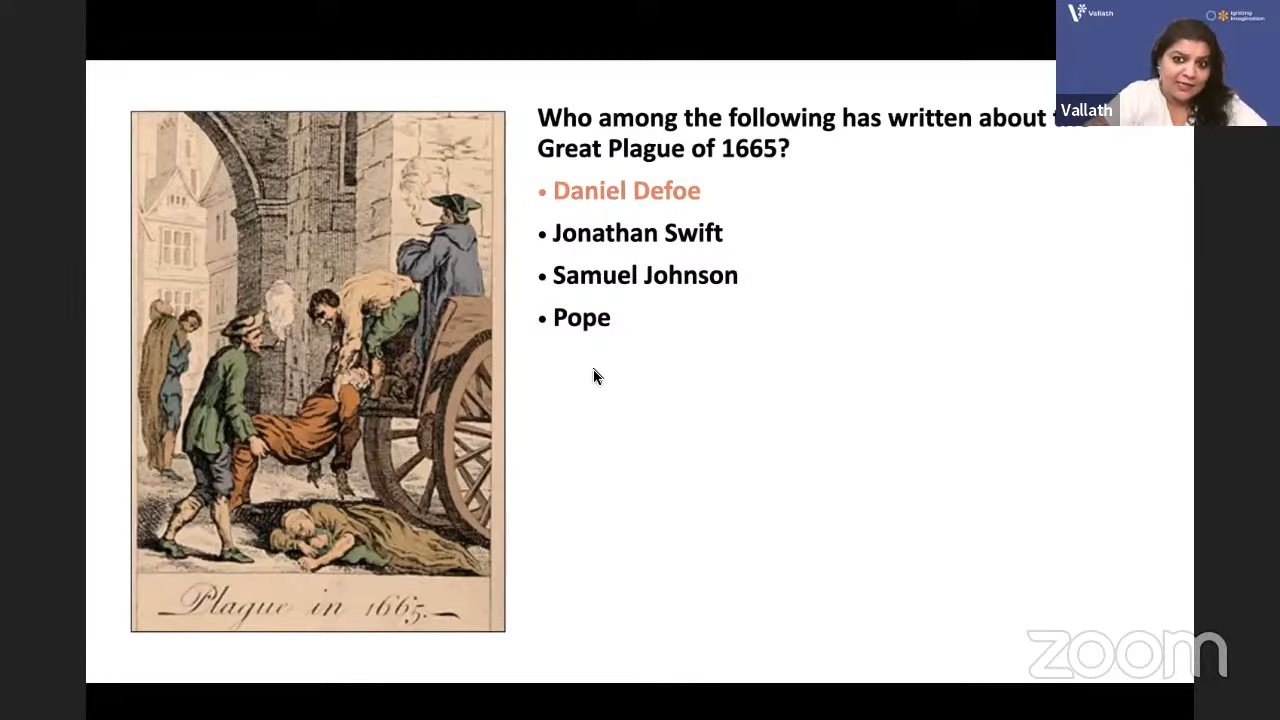 Who among the following has written about
Great Plague of 1665?
• Daniel Defoe
• Jonathan Swift
• Samuel Johnson
• Pope
Plague in 1665.
Vallath
Igniting
Imagination
Vallath
zoom